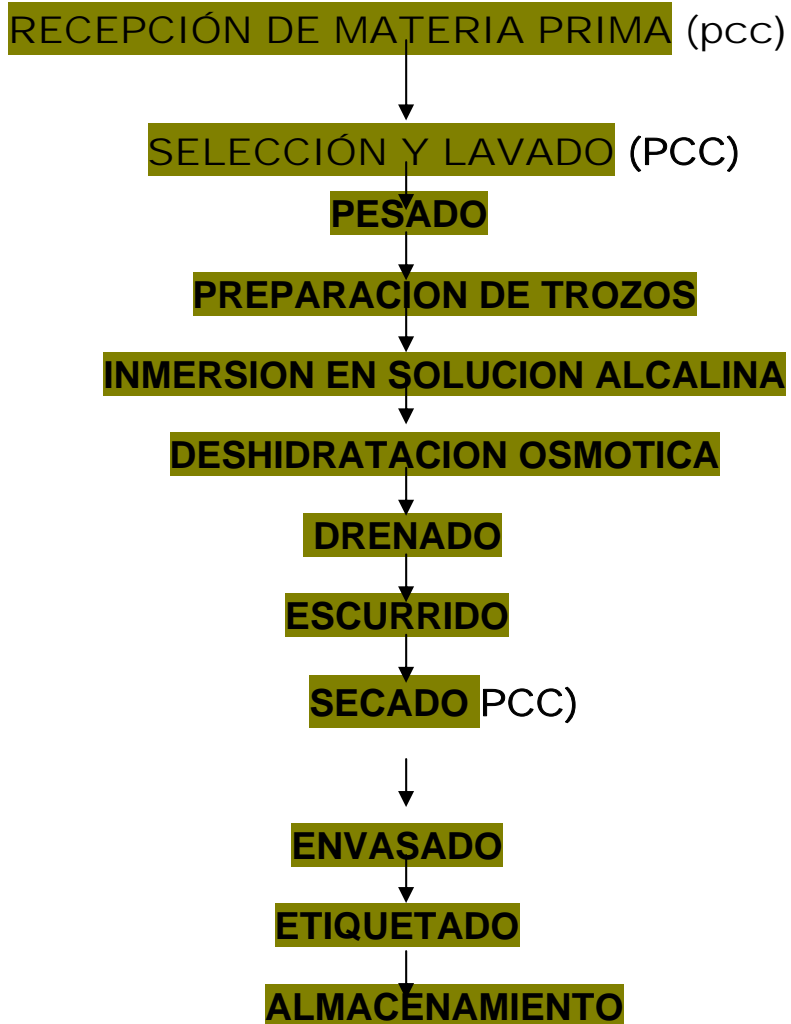 RECEPCIÓN DE MATERIA PRIMA (pcc)
SELECCIÓN Y LAVADO (PCC)
PESADO
PREPARACION DE TROZOS
INMERSION EN SOLUCION ALCALINA
DESHIDRATACION OSMOTICA
DRENADO
ESCURRIDO
SECADO PCC)
ENVASADO
ETIQUETADO
ALMACENAMIENTO